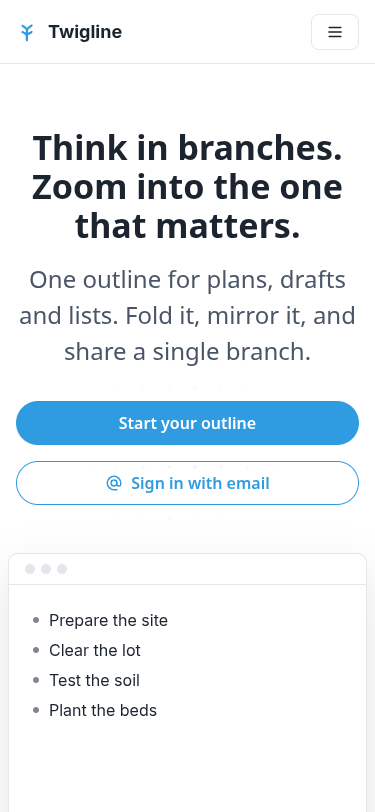 Twigline
Think in branches.
Zoom into the one
that matters.
One outline for plans, drafts
and lists. Fold it, mirror it, and
share a single branch.
Start your outline
Sign in with email
Prepare the site
Clear the lot
Test the soil
Plant the beds